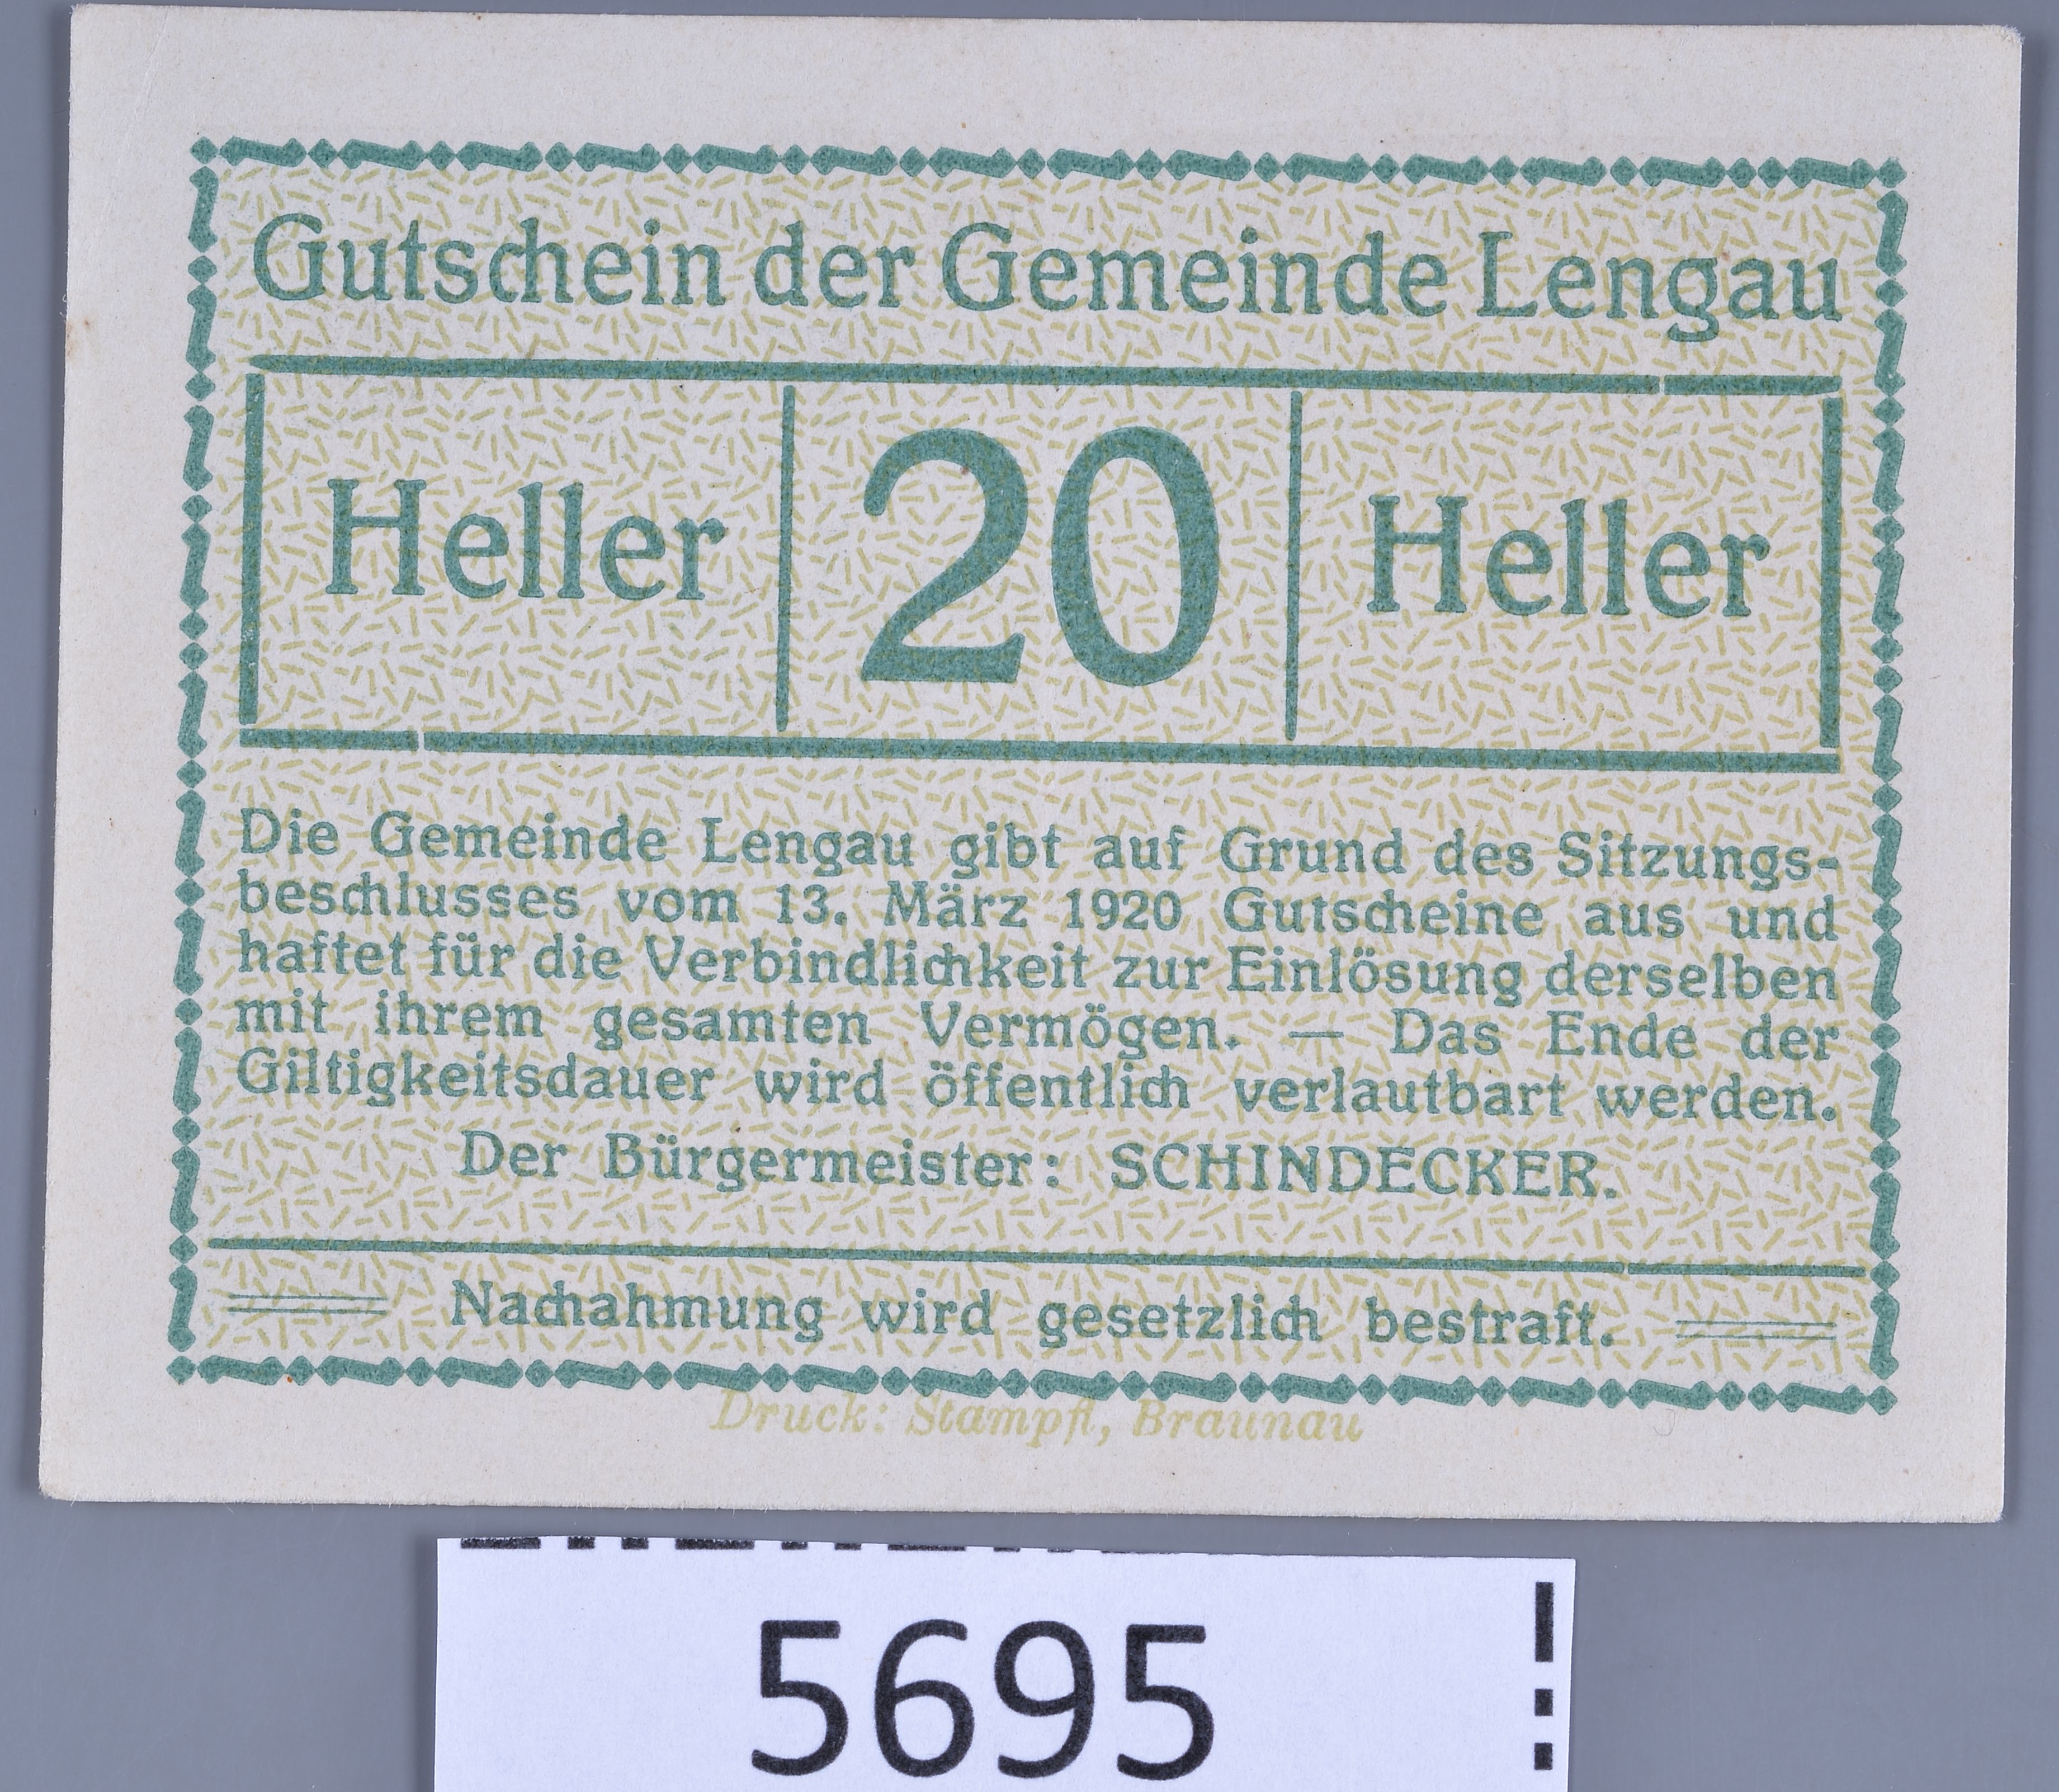 Gutschein der Gemeinde Lengau
Heller 20 Heller
Die Gemeinde Lengau gibt auf Grund des Sitzungs-
beschlusses vom 13. März 1920 Gutscheine aus und
haftet für die Verbindlichkeit zur Einlösung derselben
mit ihrem gesamten Vermögen. — Das Ende der
Giltigkeitsdauer wird öffentlich verlautbart werden.
Der Bürgermeister: SCHINDECKER.
Nachahmung wird gesetzlich bestraft.
Druck: Stampfl, Braunau
5695